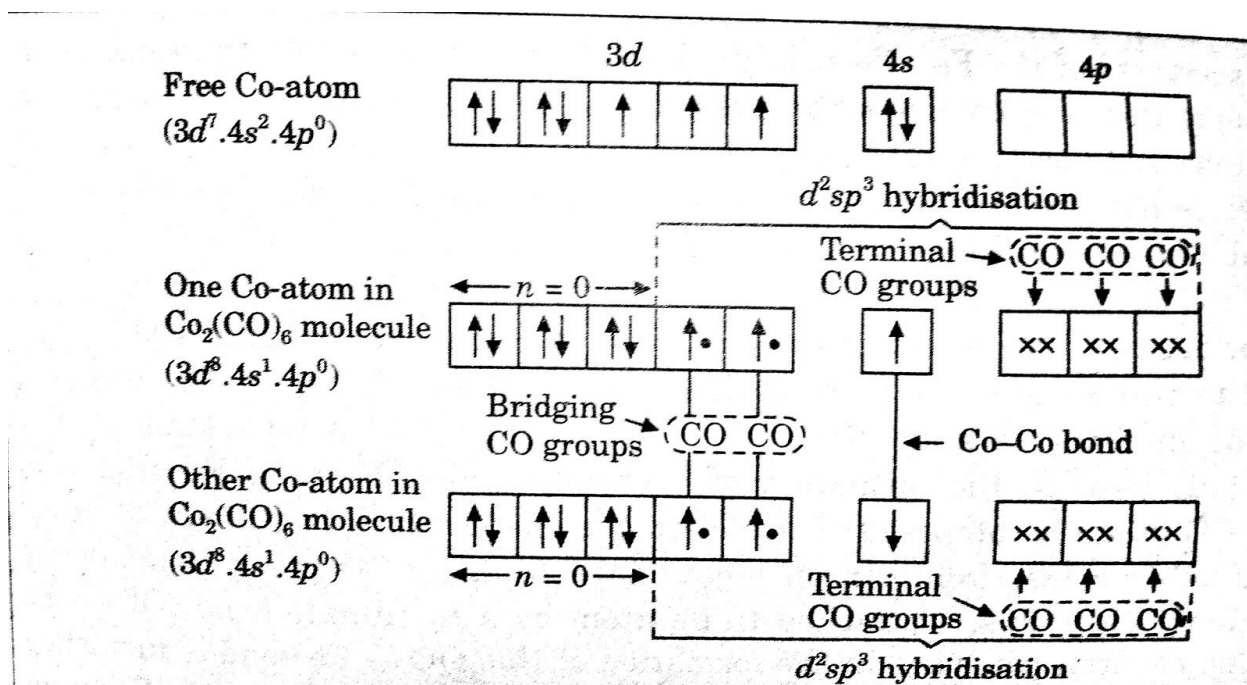 3d 4s 4p
Free Co-atom
(3d⁷.4s².4p⁰)
d²sp³ hybridisation
Terminal CO CO CO
CO groups
n = 0
One Co-atom in
Co₂(CO)₆ molecule
(3d⁸.4s¹.4p⁰)
×× ×× ××
Bridging
CO groups
CO CO
Co–Co bond
Other Co-atom in
Co₂(CO)₆ molecule
(3d⁸.4s¹.4p⁰)
×× ×× ××
n = 0
Terminal
CO groups
CO CO CO
d²sp³ hybridisation